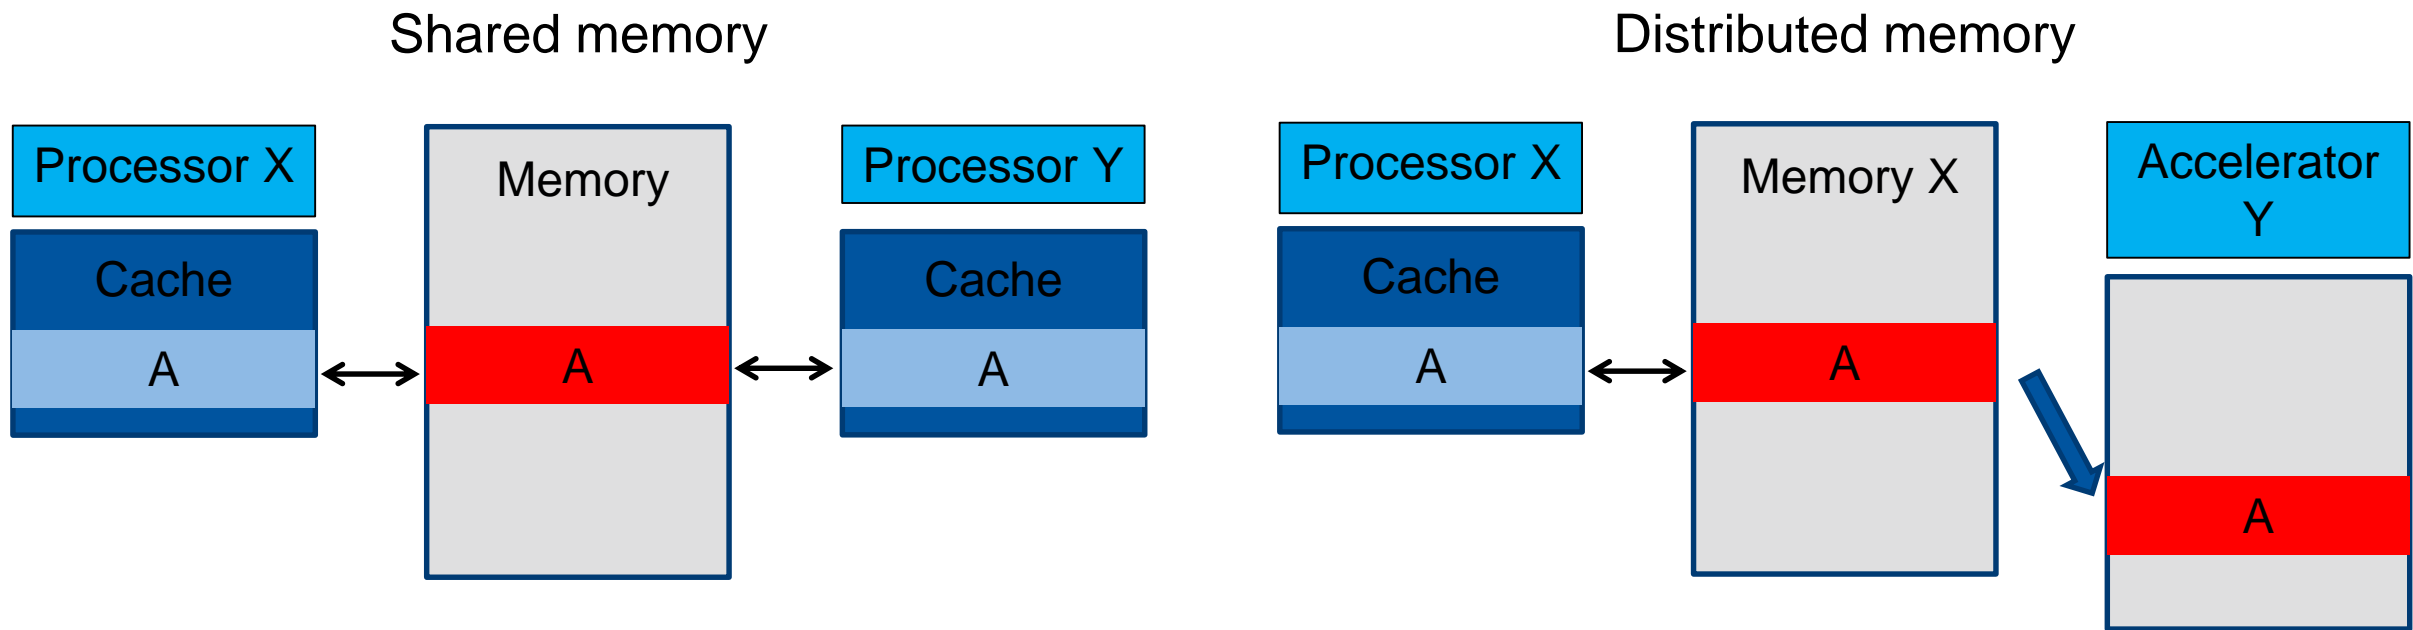 Shared memory
Processor X
Cache
A
Memory
A
Processor Y
Cache
A
Distributed memory
Processor X
Cache
A
Memory X
A
Accelerator
Y
A